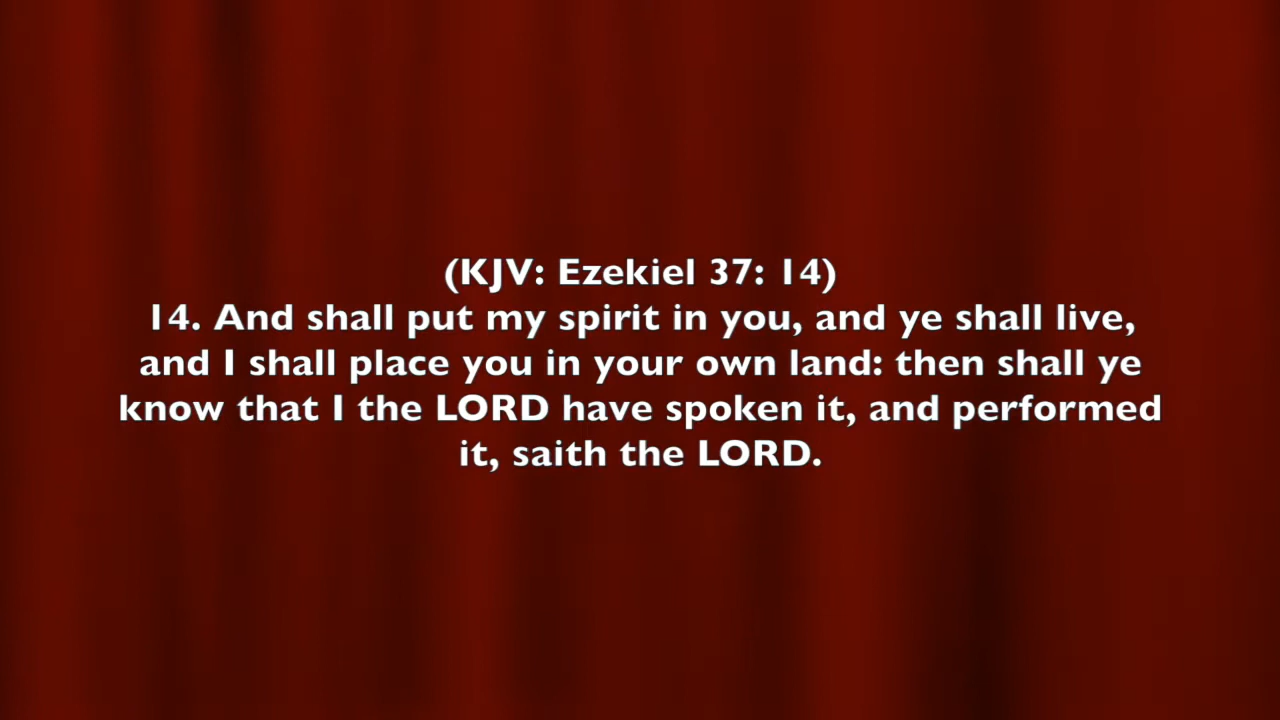 (KJV: Ezekiel 37: 14)
14. And shall put my spirit in you, and ye shall live,
and I shall place you in your own land: then shall ye
know that I the LORD have spoken it, and performed
it, saith the LORD.